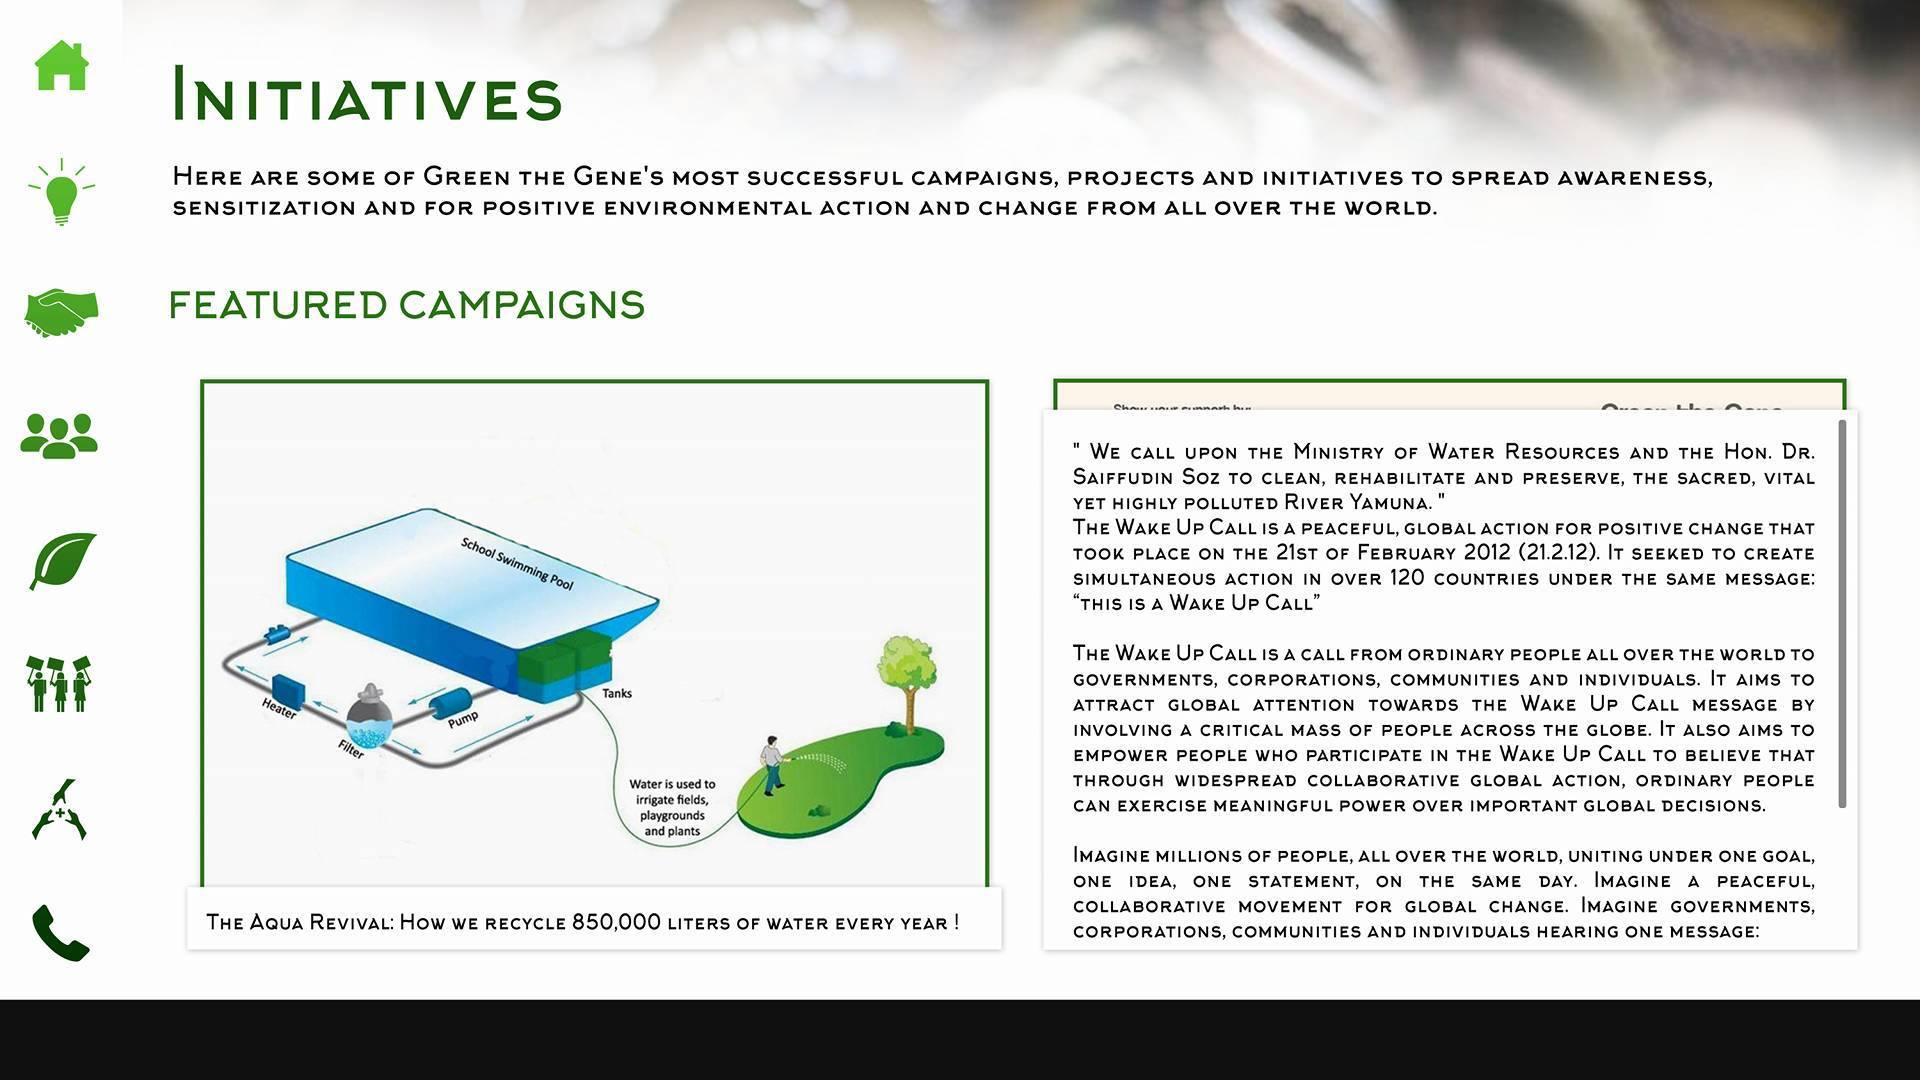 Initiatives
Here are some of Green the Gene's most successful campaigns, projects and initiatives to spread awareness,
sensitization and for positive environmental action and change from all over the world.
FEATURED CAMPAIGNS
School Swimming Pool
Tanks
Heater
Pump
Filter
Water is used to
irrigate fields,
playgrounds
and plants
The Aqua Revival: How we recycle 850,000 liters of water every year !
Show your support by:
Green the Gene
" We call upon the Ministry of Water Resources and the Hon. Dr.
Saiffudin Soz to clean, rehabilitate and preserve, the sacred, vital
yet highly polluted River Yamuna. "
The Wake Up Call is a peaceful, global action for positive change that
took place on the 21st of February 2012 (21.2.12). It seeked to create
simultaneous action in over 120 countries under the same message:
“this is a Wake Up Call”
The Wake Up Call is a call from ordinary people all over the world to
governments, corporations, communities and individuals. It aims to
attract global attention towards the Wake Up Call message by
involving a critical mass of people across the globe. It also aims to
empower people who participate in the Wake Up Call to believe that
through widespread collaborative global action, ordinary people
can exercise meaningful power over important global decisions.
Imagine millions of people, all over the world, uniting under one goal,
one idea, one statement, on the same day. Imagine a peaceful,
collaborative movement for global change. Imagine governments,
corporations, communities and individuals hearing one message: